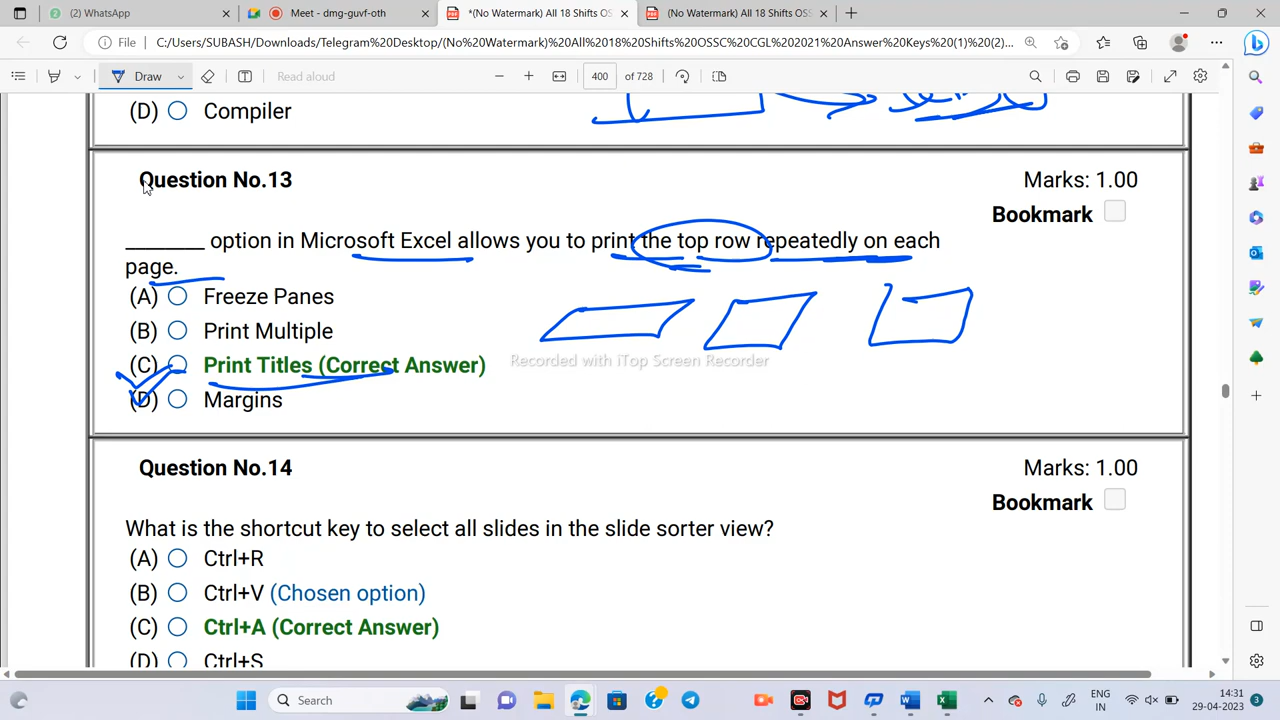 (2) WhatsApp
Meet - dmg-guvf-oth
*(No Watermark) All 18 Shifts OS
(No Watermark) All 18 Shifts OSS
File
C:/Users/SUBASH/Downloads/Telegram%20Desktop/(No%20Watermark)%20All%2018%20Shifts%20OSSC%20CGL%202021%20Answer%20Keys%20(1)%20(2)...
Draw
Read aloud
400 of 728
(D) Compiler
Question No.13
Marks: 1.00
Bookmark
_______ option in Microsoft Excel allows you to print the top row repeatedly on each
page.
(A) Freeze Panes
(B) Print Multiple
(C) Print Titles (Correct Answer)
Recorded with iTop Screen Recorder
(D) Margins
Question No.14
Marks: 1.00
Bookmark
What is the shortcut key to select all slides in the slide sorter view?
(A) Ctrl+R
(B) Ctrl+V (Chosen option)
(C) Ctrl+A (Correct Answer)
(D) Ctrl+S
Search
ENG
IN
14:31
29-04-2023
3